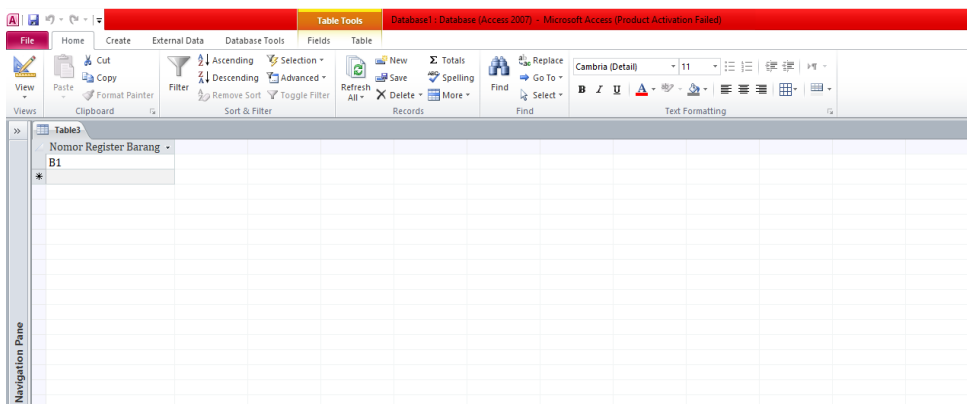 A
Table Tools
Database1 : Database (Access 2007) - Microsoft Access (Product Activation Failed)
File Home Create External Data Database Tools Fields Table
View
Views
Paste
Cut
Copy
Format Painter
Clipboard
Filter
Ascending
Descending
Remove Sort
Selection
Advanced
Toggle Filter
Sort & Filter
Refresh
All
New
Save
Delete
Totals
Spelling
More
Records
Find
Replace
Go To
Select
Find
Cambria (Detail) 11
B I U A
Text Formatting
Table3
Nomor Register Barang
B1
Navigation Pane